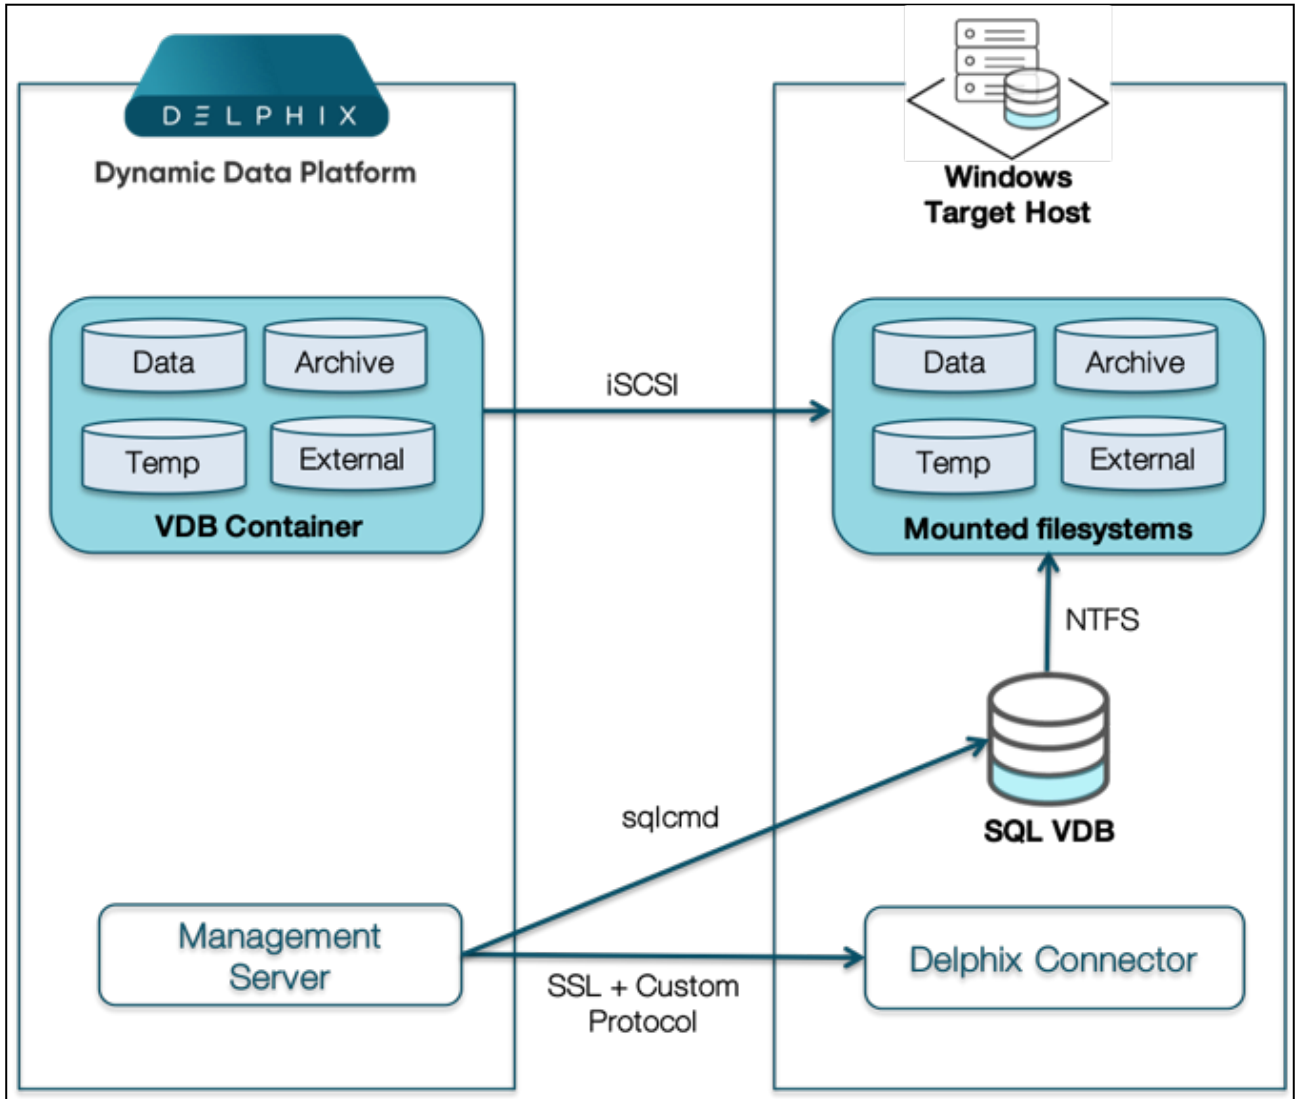 DELPHIX
Dynamic Data Platform
Windows
Target Host
Data
Archive
Temp
External
VDB Container
iSCSI
Data
Archive
Temp
External
Mounted filesystems
NTFS
sqlcmd
SQL VDB
Management
Server
SSL + Custom
Protocol
Delphix Connector